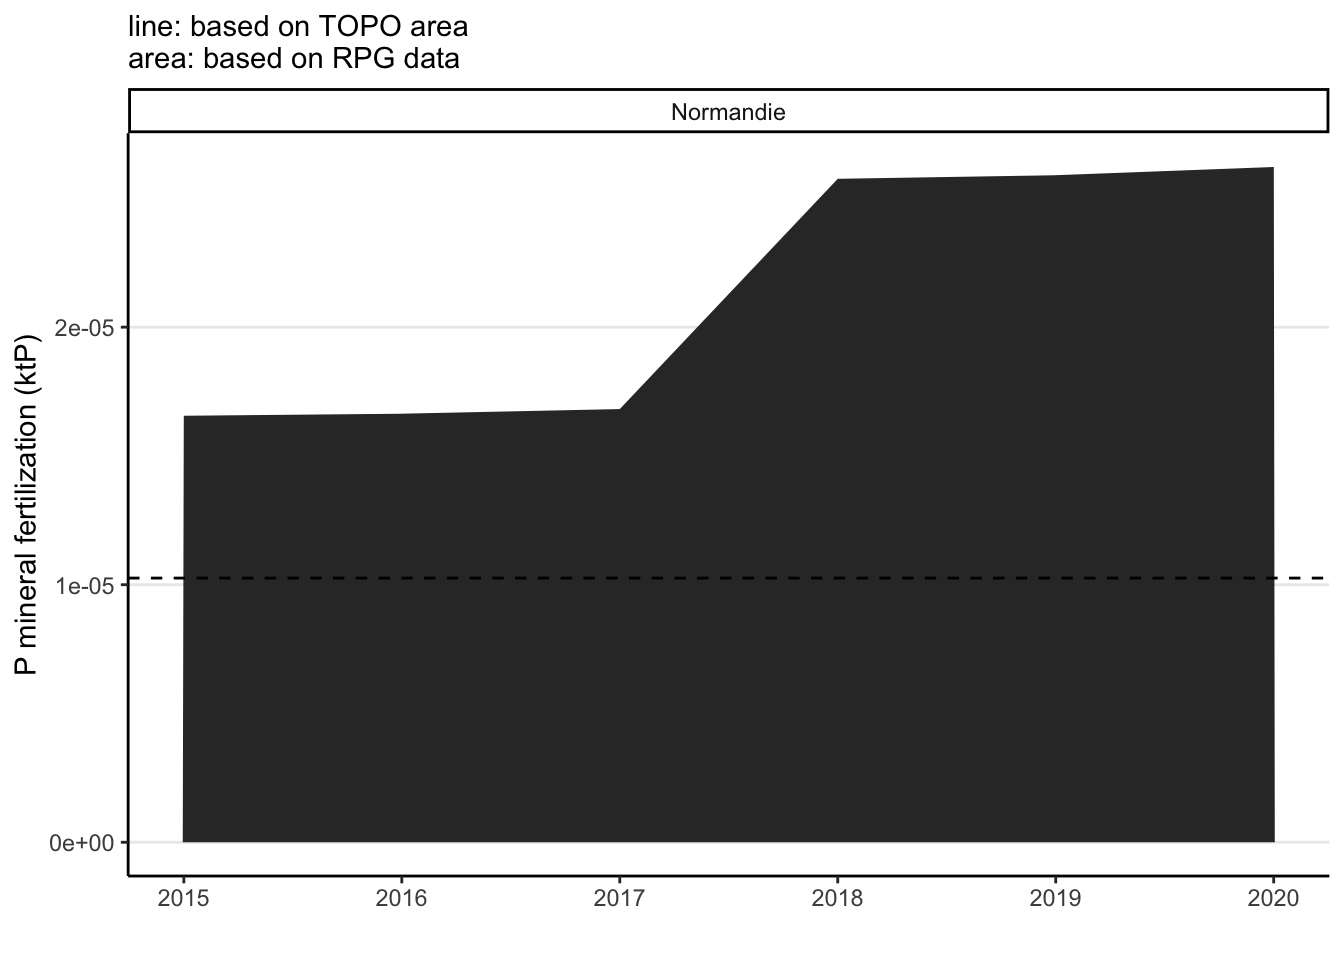 line: based on TOPO area
area: based on RPG data
Normandie
P mineral fertilization (ktP)
2e-05
1e-05
0e+00
2015 2016 2017 2018 2019 2020